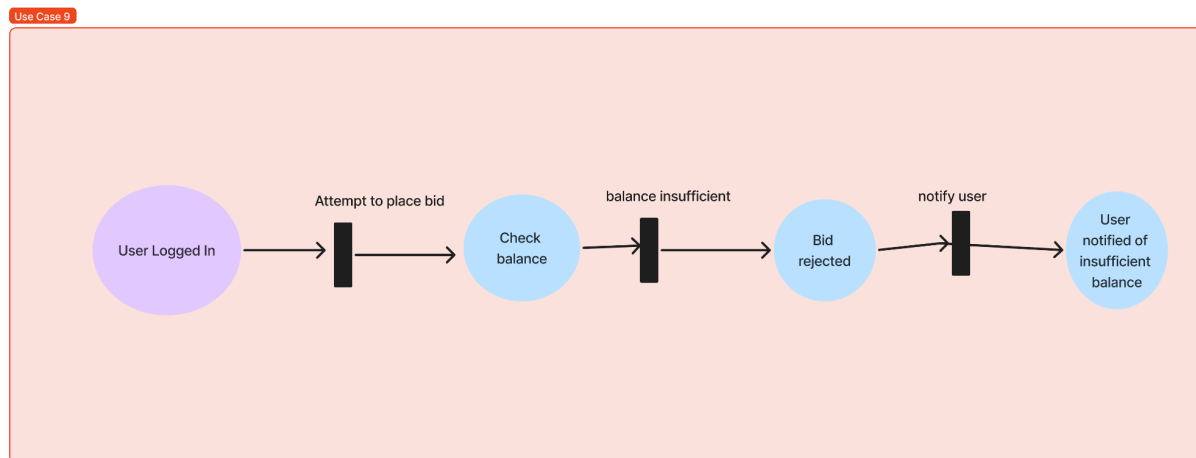 Use Case 9
Attempt to place bid
balance insufficient
notify user
User Logged In
Check
balance
Bid
rejected
User
notified of
insufficient
balance